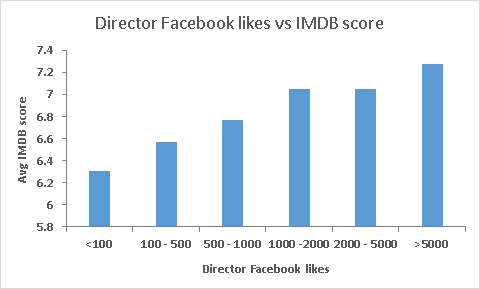 Director Facebook likes vs IMDB score
7.4
7.2
7
6.8
6.6
6.4
6.2
6
5.8
Avg IMDB score
<100 100 - 500 500 - 1000 1000 -2000 2000 - 5000 >5000
Director Facebook likes